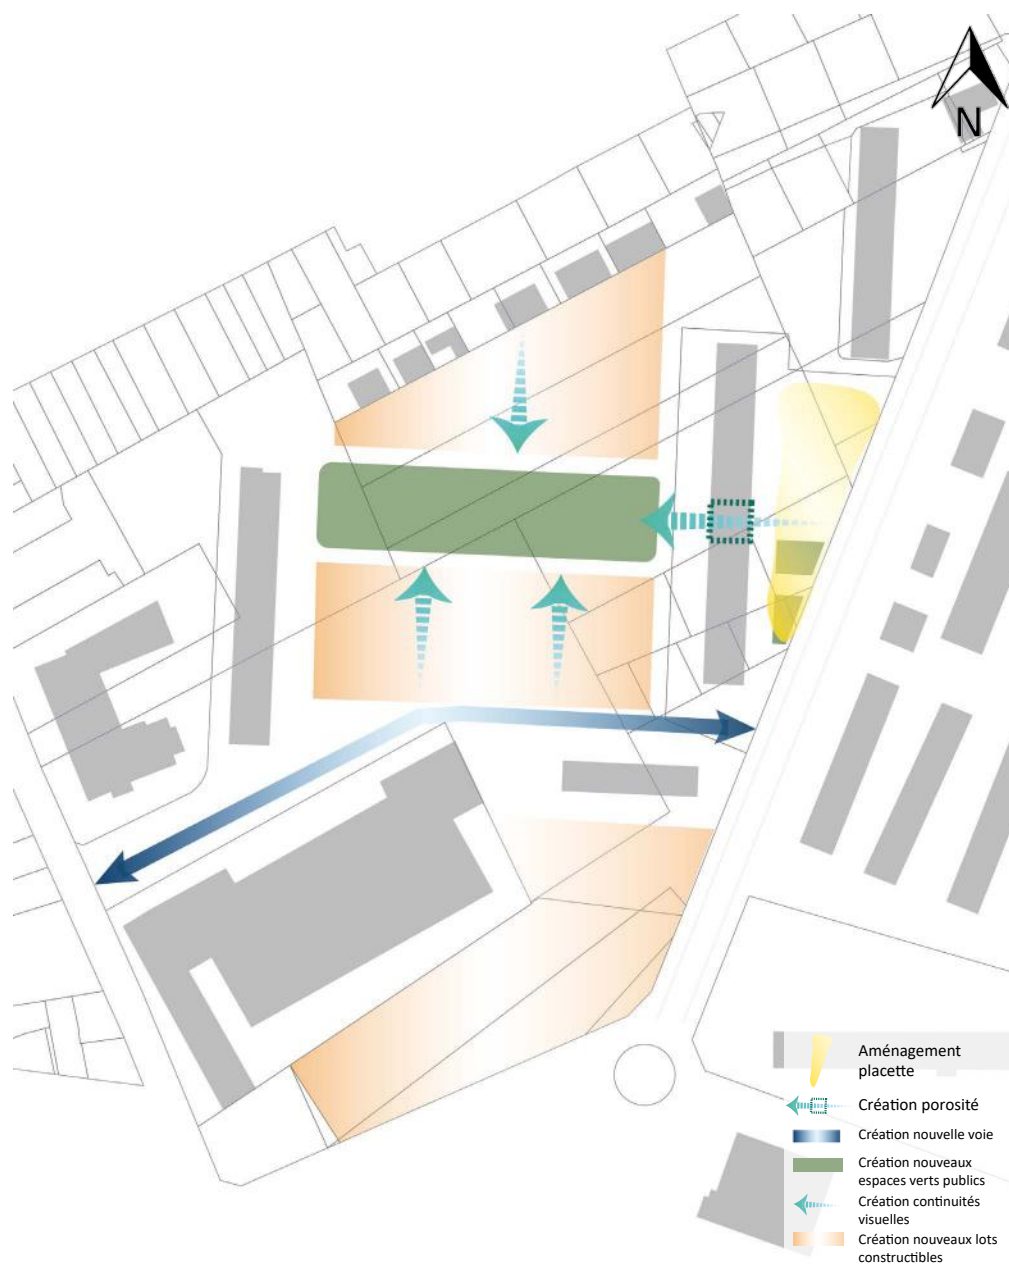 N
Aménagement
placette
Création porosité
Création nouvelle voie
Création nouveaux
espaces verts publics
Création continuités
visuelles
Création nouveaux lots
constructibles